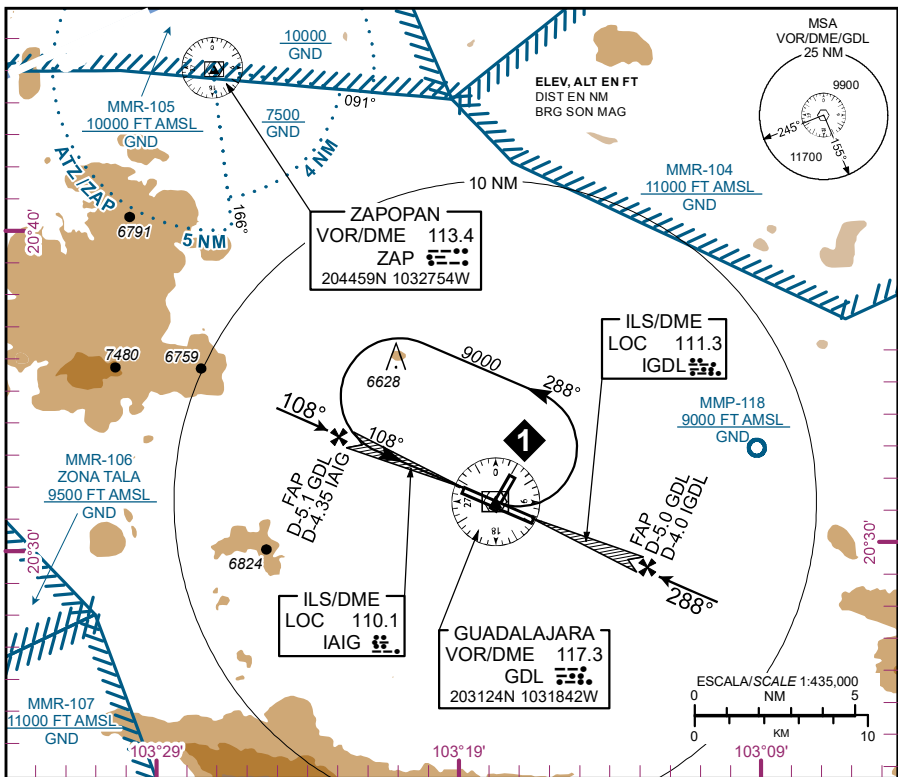 10000
GND
MSA
VOR/DME/GDL
25 NM
9900
245°
155°
11700
ELEV, ALT EN FT
DIST EN NM
BRG SON MAG
MMR-105
10000 FT AMSL
GND
7500
GND
091°
4 NM
ATZ/ZAP
166°
5 NM
6791
20°40'
10 NM
MMR-104
11000 FT AMSL
GND
ZAPOPAN
VOR/DME 113.4
ZAP
204459N 1032754W
7480
6759
6628
9000
288°
ILS/DME
LOC 111.3
IGDL
MMP-118
9000 FT AMSL
GND
108°
108°
1
FAP
D-5.1 GDL
D-4.35 IAIG
0
9
18
27
FAP
D-5.0 GDL
D-4.0 IGDL
288°
MMR-106
ZONA TALA
9500 FT AMSL
GND
20°30'
20°30'
6824
ILS/DME
LOC 110.1
IAIG
GUADALAJARA
VOR/DME 117.3
GDL
203124N 1031842W
MMR-107
11000 FT AMSL
GND
ESCALA/SCALE 1:435,000
0 NM 5
0 KM 10
103°29'
103°19'
103°09'